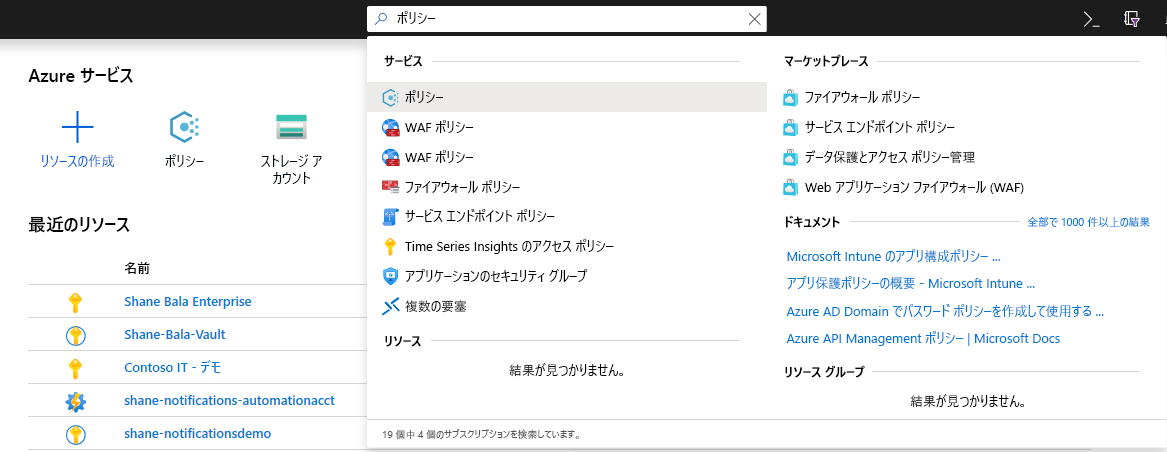 ポリシー
Azure サービス
リソースの作成
ポリシー
ストレージ ア
カウント
最近のリソース
名前
Shane Bala Enterprise
Shane-Bala-Vault
Contoso IT - デモ
shane-notifications-automationacct
shane-notificationsdemo
サービス
ポリシー
WAF ポリシー
WAF ポリシー
ファイアウォール ポリシー
サービス エンドポイント ポリシー
Time Series Insights のアクセス ポリシー
アプリケーションのセキュリティ グループ
複数の要塞
リソース
結果が見つかりません。
マーケットプレース
ファイアウォール ポリシー
サービス エンドポイント ポリシー
データ保護とアクセス ポリシー管理
Web アプリケーション ファイアウォール (WAF)
ドキュメント
全部で 1000 件以上の結果
Microsoft Intune のアプリ構成ポリシー ...
アプリ保護ポリシーの概要 - Microsoft Intune ...
Azure AD Domain でパスワード ポリシーを作成して使用する ...
Azure API Management ポリシー | Microsoft Docs
リソース グループ
結果が見つかりません。
19 個中 4 個のサブスクリプションを検索しています。